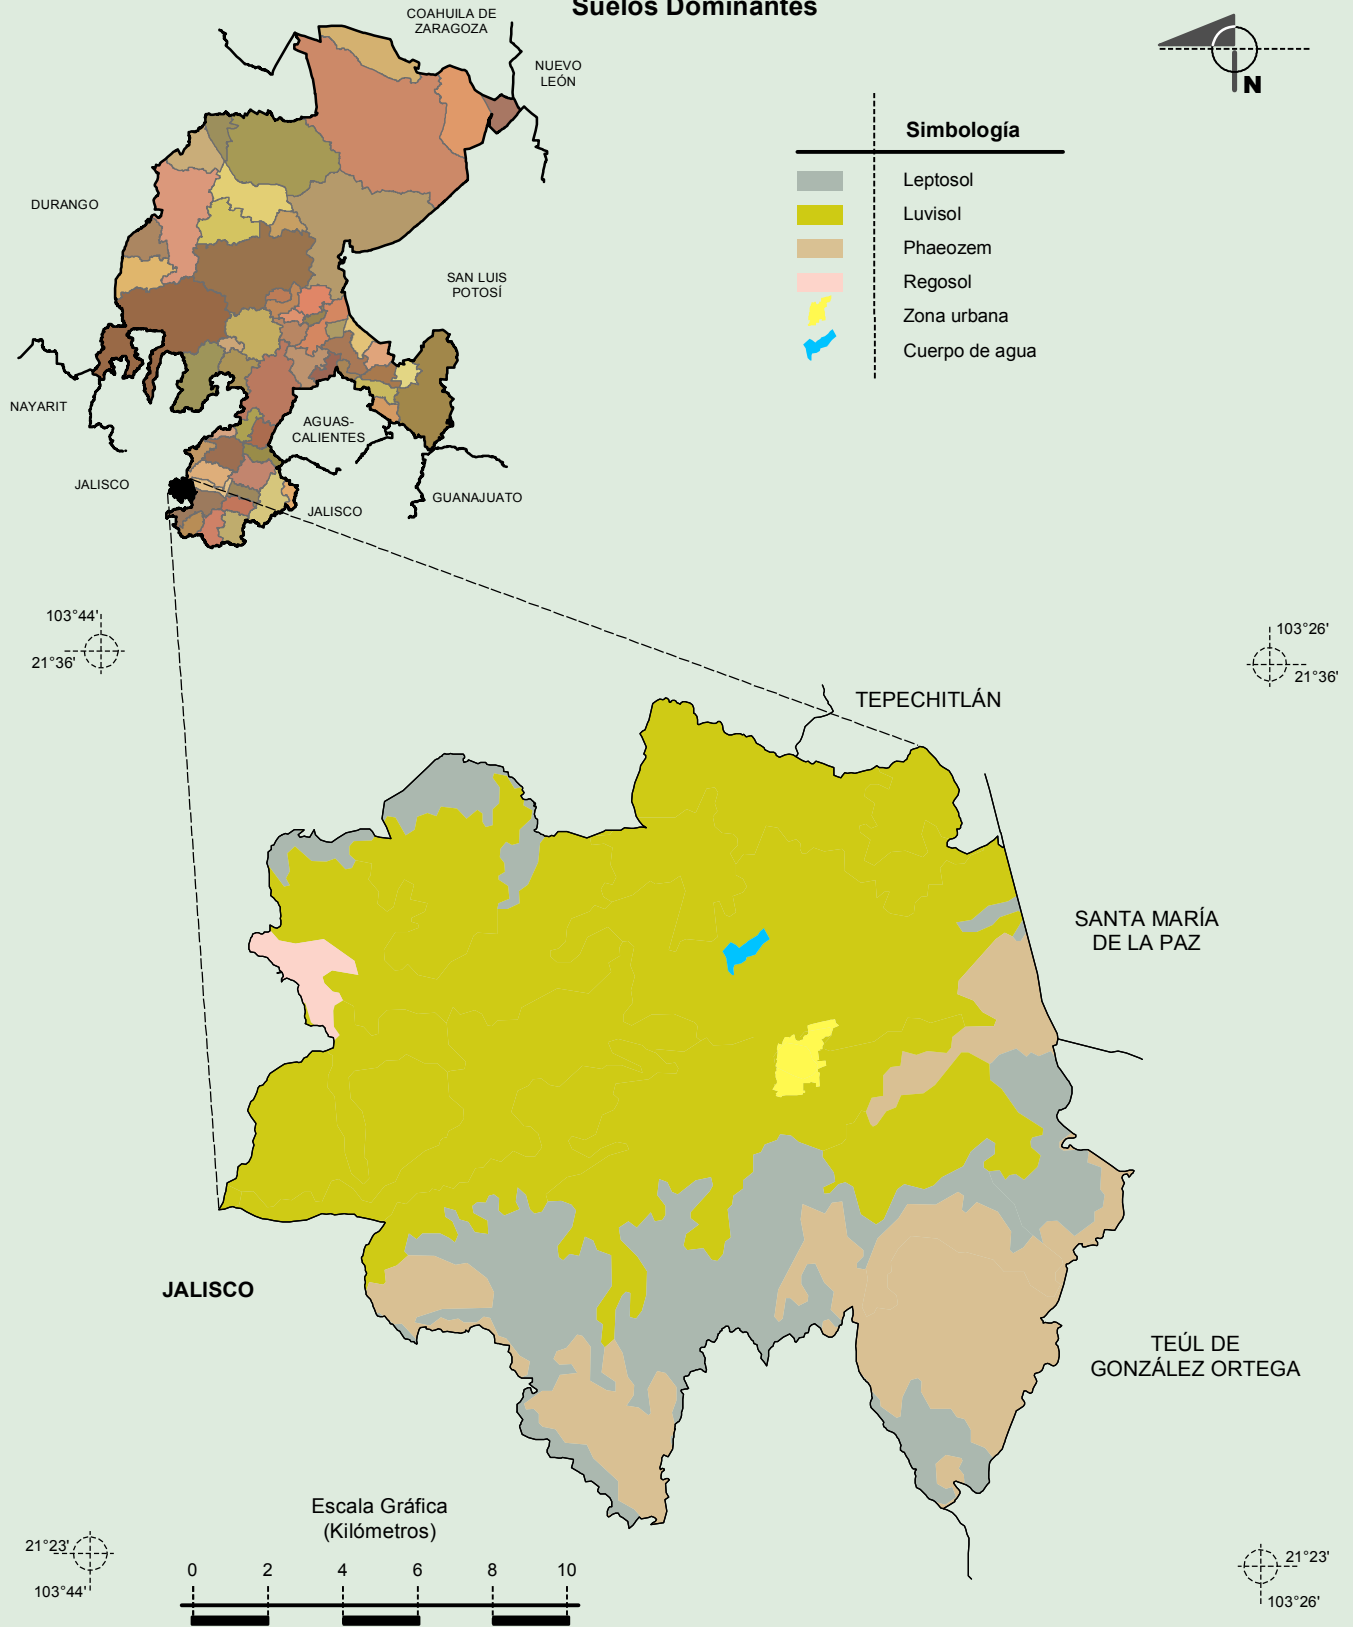 Suelos Dominantes
COAHUILA DE
ZARAGOZA
NUEVO
LEÓN
N
Simbología
Leptosol
Luvisol
Phaeozem
Regosol
Zona urbana
Cuerpo de agua
DURANGO
SAN LUIS
POTOSÍ
NAYARIT
AGUAS-
CALIENTES
JALISCO
GUANAJUATO
JALISCO
103°44'
21°36'
103°26'
21°36'
TEPECHITLÁN
SANTA MARÍA
DE LA PAZ
JALISCO
TEÚL DE
GONZÁLEZ ORTEGA
Escala Gráfica
(Kilómetros)
0 2 4 6 8 10
21°23'
103°44'
21°23'
103°26'